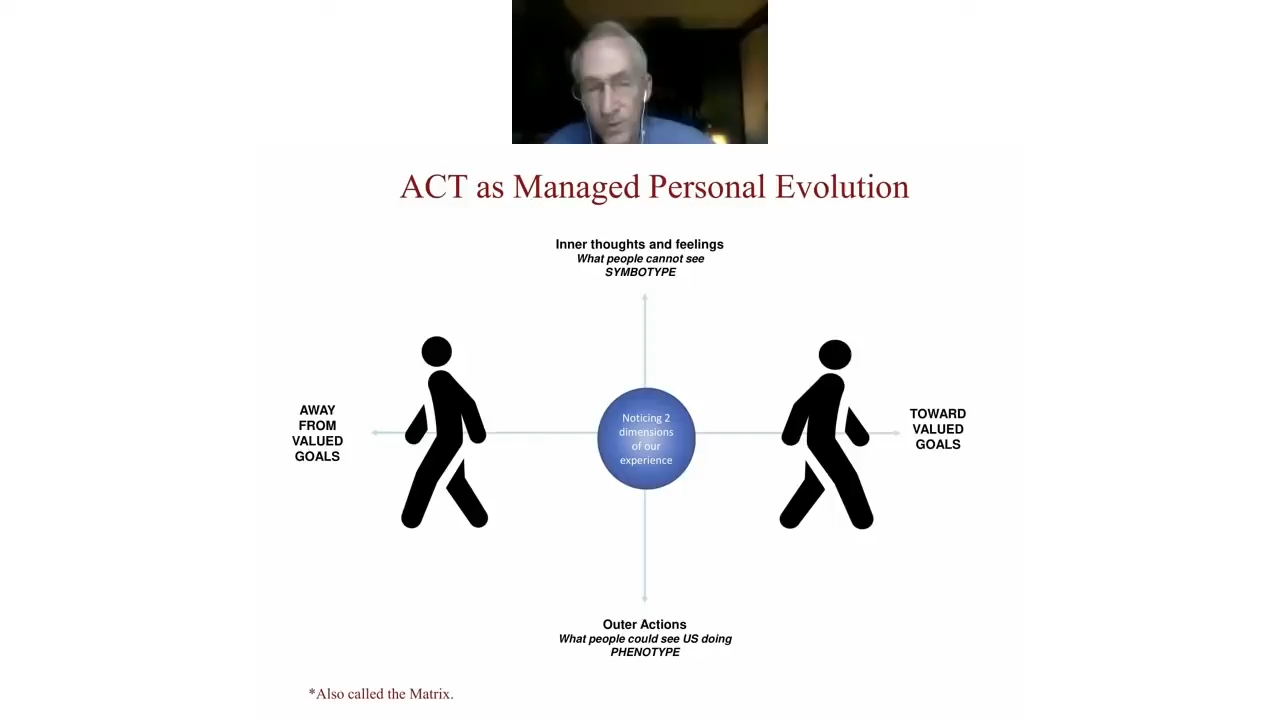 ACT as Managed Personal Evolution
Inner thoughts and feelings
What people cannot see
SYMBOTYPE
AWAY
FROM
VALUED
GOALS
Noticing 2
dimensions
of our
experience
TOWARD
VALUED
GOALS
Outer Actions
What people could see US doing
PHENOTYPE
*Also called the Matrix.